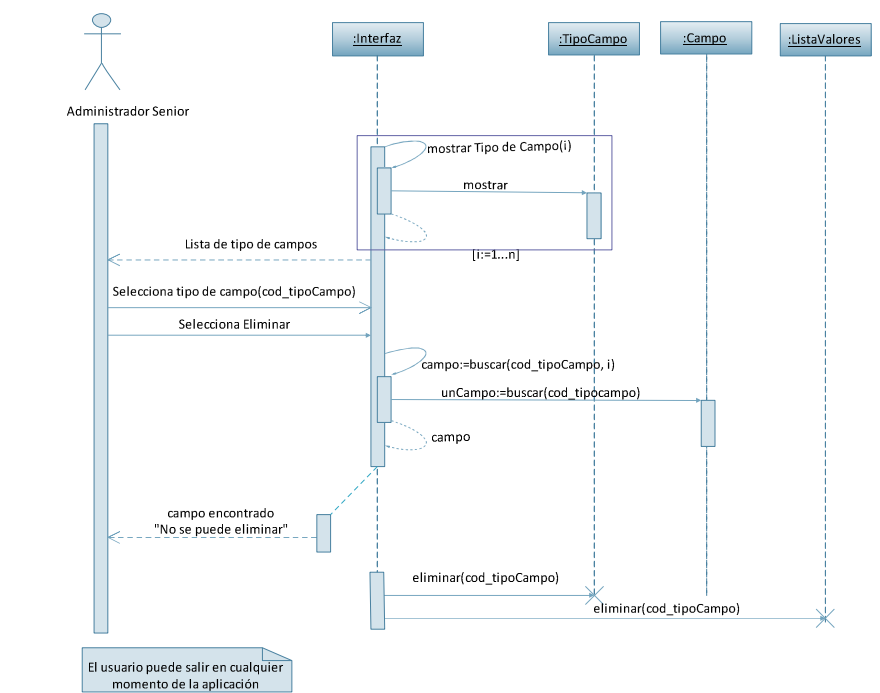 :Interfaz
:TipoCampo
:Campo
:ListaValores
Administrador Senior
mostrar Tipo de Campo(i)
mostrar
Lista de tipo de campos
[i:=1...n]
Selecciona tipo de campo(cod_tipoCampo)
Selecciona Eliminar
campo:=buscar(cod_tipoCampo, i)
unCampo:=buscar(cod_tipocampo)
campo
campo encontrado
"No se puede eliminar"
eliminar(cod_tipoCampo)
eliminar(cod_tipoCampo)
El usuario puede salir en cualquier
momento de la aplicación